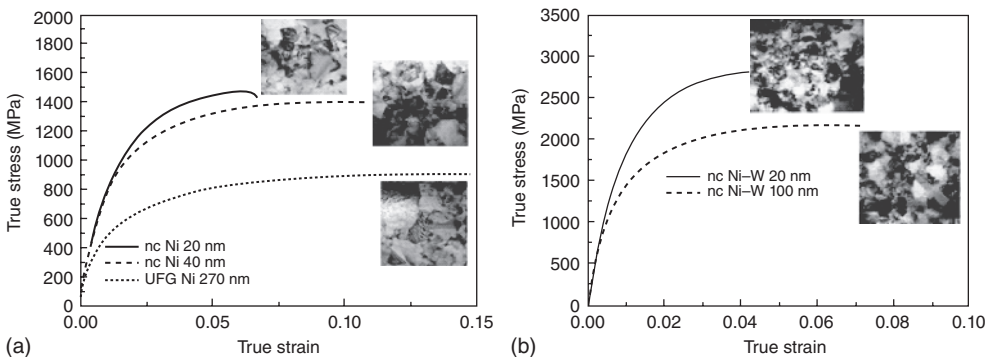 2000
1800
1600
1400
1200
1000
800
600
400
200
0
True stress (MPa)
nc Ni 20 nm
nc Ni 40 nm
UFG Ni 270 nm
0.00 0.05 0.10 0.15
True strain
(a)
3500
3000
2500
2000
1500
1000
500
0
True stress (MPa)
nc Ni–W 20 nm
nc Ni–W 100 nm
0.00 0.02 0.04 0.06 0.08 0.10
True strain
(b)